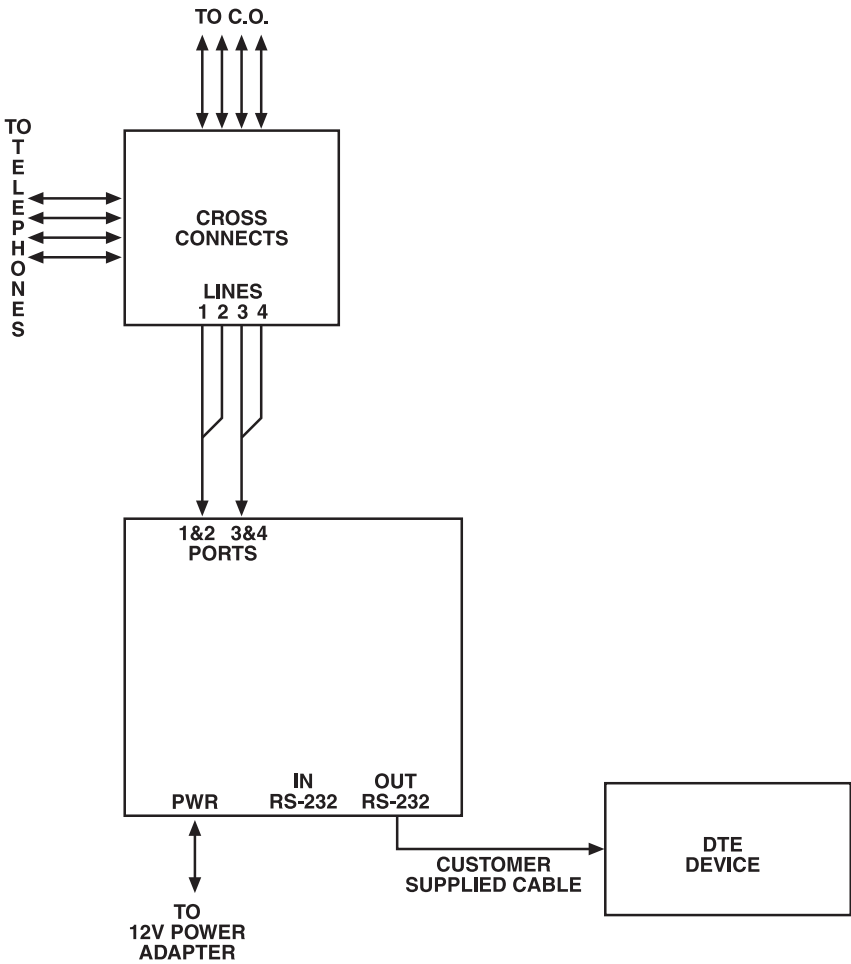 TO C.O.
TO
TELEPHONES
CROSS
CONNECTS
LINES
1 2 3 4
1&2 3&4
PORTS
PWR
IN
RS-232
OUT
RS-232
DTE
DEVICE
CUSTOMER
SUPPLIED CABLE
TO
12V POWER
ADAPTER